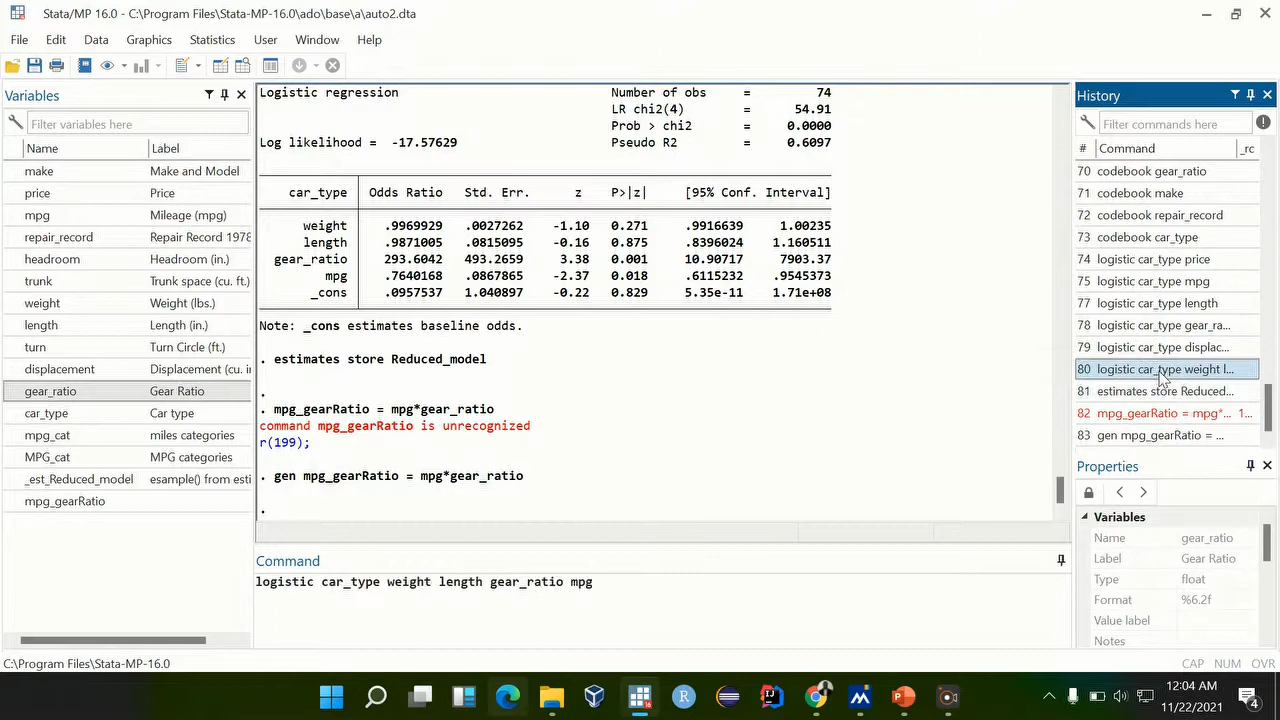 Stata/MP 16.0 - C:\Program Files\Stata-MP-16.0\ado\base\a\auto2.dta
File Edit Data Graphics Statistics User Window Help
Variables
Filter variables here
Name Label
make Make and Model
price Price
mpg Mileage (mpg)
repair_record Repair Record 1978
headroom Headroom (in.)
trunk Trunk space (cu. ft.)
weight Weight (lbs.)
length Length (in.)
turn Turn Circle (ft.)
displacement Displacement (cu. in
gear_ratio Gear Ratio
car_type Car type
mpg_cat miles categories
MPG_cat MPG categories
_est_Reduced_model esample() from esti
mpg_gearRatio
Logistic regression Number of obs = 74
LR chi2(4) = 54.91
Prob > chi2 = 0.0000
Log likelihood = -17.57629 Pseudo R2 = 0.6097
car_type Odds Ratio Std. Err. z P>|z| [95% Conf. Interval]
weight .9969929 .0027262 -1.10 0.271 .9916639 1.00235
length .9871005 .0815095 -0.16 0.875 .8396024 1.160511
gear_ratio 293.6042 493.2659 3.38 0.001 10.90717 7903.37
mpg .7640168 .0867865 -2.37 0.018 .6115232 .9545373
_cons .0957537 1.040897 -0.22 0.829 5.35e-11 1.71e+08
Note: _cons estimates baseline odds.
. estimates store Reduced_model
.
. mpg_gearRatio = mpg*gear_ratio
command mpg_gearRatio is unrecognized
r(199);
. gen mpg_gearRatio = mpg*gear_ratio
.
Command
logistic car_type weight length gear_ratio mpg
History
Filter commands here
# Command _rc
70 codebook gear_ratio
71 codebook make
72 codebook repair_record
73 codebook car_type
74 logistic car_type price
75 logistic car_type mpg
77 logistic car_type length
78 logistic car_type gear_ra...
79 logistic car_type displac...
80 logistic car_type weight l...
81 estimates store Reduced...
82 mpg_gearRatio = mpg*... 1...
83 gen mpg_gearRatio = ...
Properties
Variables
Name gear_ratio
Label Gear Ratio
Type float
Format %6.2f
Value label
Notes
C:\Program Files\Stata-MP-16.0 CAP NUM OVR
12:04 AM
11/22/2021
4